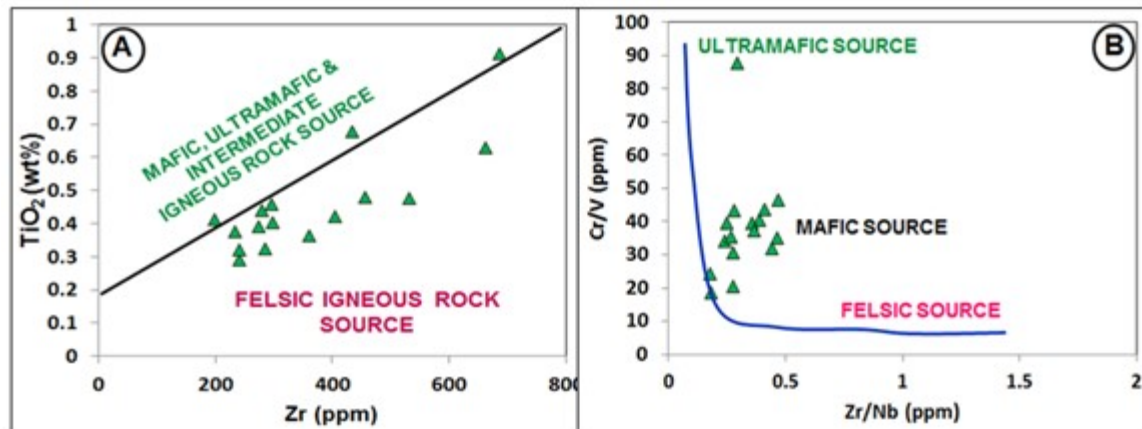 A
1
0.9
0.8
0.7
0.6
0.5
0.4
0.3
0.2
0.1
0
TiO2 (wt%)
MAFIC, ULTRAMAFIC &
INTERMEDIATE
IGNEOUS ROCK SOURCE
FELSIC IGNEOUS ROCK
SOURCE
0 200 400 600 800
Zr (ppm)
B
100
90
80
70
60
50
40
30
20
10
0
Cr/V (ppm)
ULTRAMAFIC SOURCE
MAFIC SOURCE
FELSIC SOURCE
0 0.5 1 1.5 2
Zr/Nb (ppm)